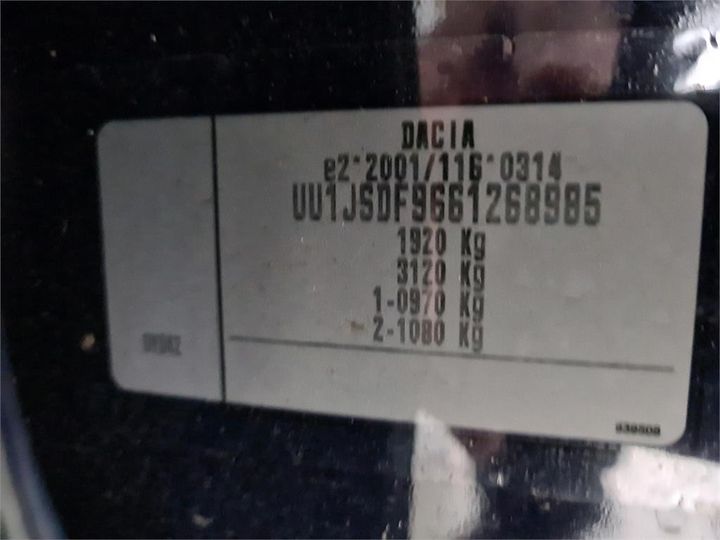 DACIA
e2*2001/116*0314
UU1JSDF9661268985
1920 Kg
3120 Kg
1-0970 Kg
2-1080 Kg